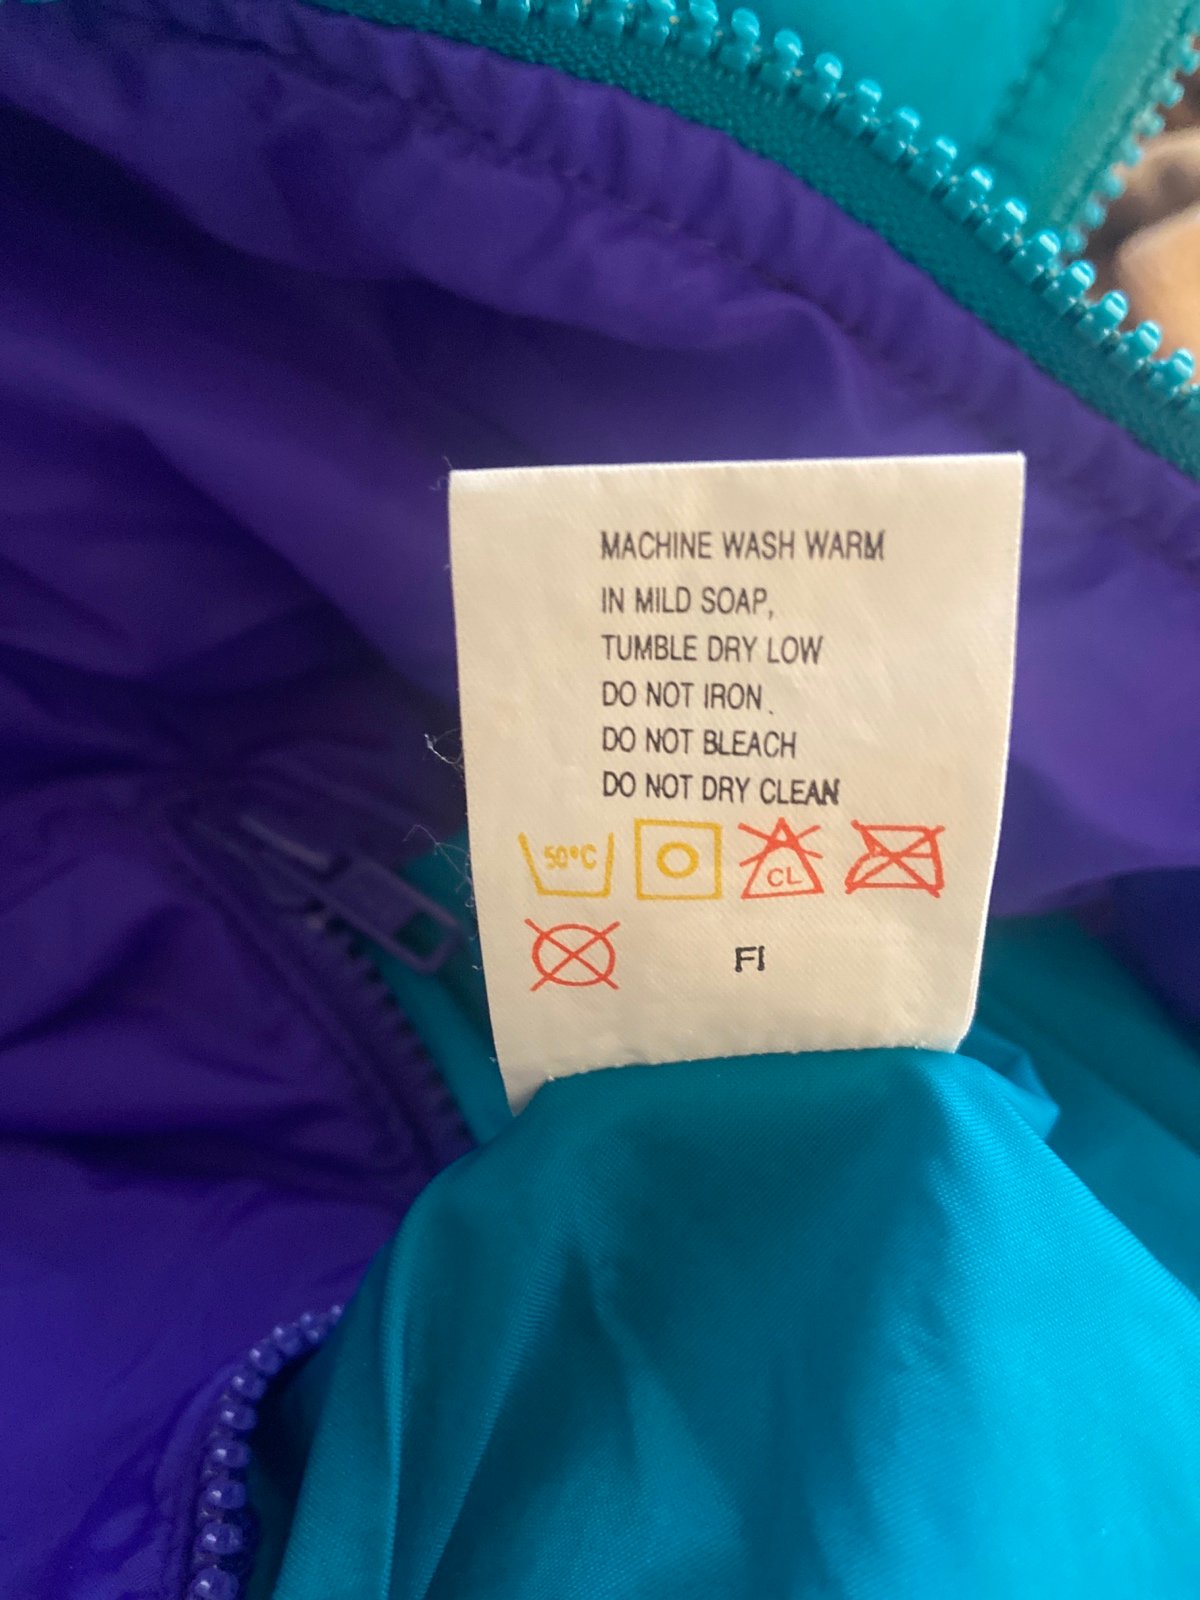 MACHINE WASH WARM
IN MILD SOAP,
TUMBLE DRY LOW
DO NOT IRON.
DO NOT BLEACH
DO NOT DRY CLEAN
50°C CL
FI